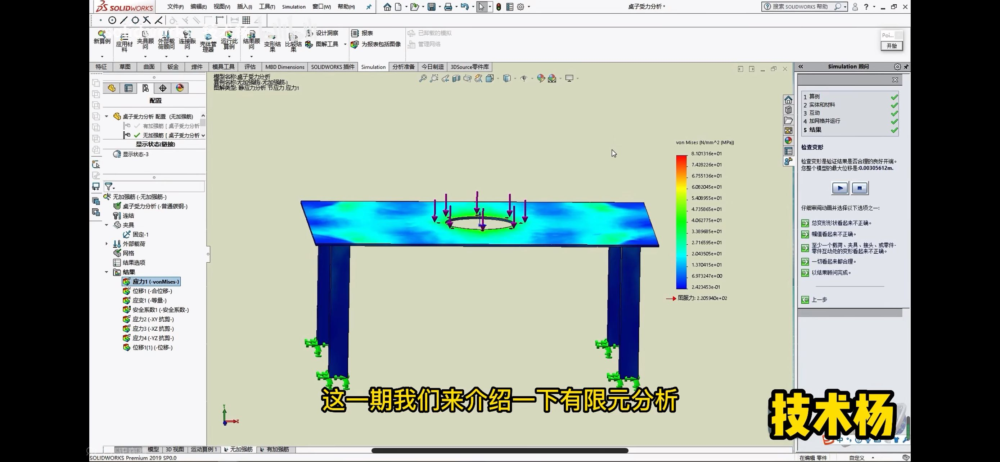 SOLIDWORKS 文件(F) 编辑(E) 视图(V) 插入(I) 工具(T) Simulation 窗口(W) 帮助(H) 桌子受力分析 * 搜索 SOLIDWORKS 帮助
新算例 应用材料 夹具顾问 外部载荷顾问 连接顾问 壳体管理器 运行此算例 结果顾问 变形结果 比较结果
设计洞察 报表 已卸载的模拟
图解工具 为报表包括图像 管理网络
Poi...
开始
特征 草图 曲面 钣金 焊件 模具工具 评估 MBD Dimensions SOLIDWORKS 插件 Simulation 分析准备 今日制造 3DSource零件库
配置
桌子受力分析 配置 (无加强筋)
有加强筋 [ 桌子受力分析
无加强筋 [ 桌子受力分析
显示状态(链接)
显示状态-3
无加强筋 (-无加强筋-)
桌子受力分析 (-普通碳钢-)
连结
夹具
固定-1
外部载荷
网格
结果选项
结果
应力1 (-vonMises-)
位移1 (-合位移-)
应变1 (-等量-)
安全系数1 (-安全系数-)
应力2 (-XY 抗剪-)
应力3 (-XZ 抗剪-)
应力4 (-YZ 抗剪-)
位移1{1} (-位移-)
模型名称:桌子受力分析
算例名称:无加强筋(-无加强筋-)
图解类型: 静应力分析 节应力 应力1
von Mises (N/mm^2 (MPa))
8.101316e+01
7.428226e+01
6.755136e+01
6.082045e+01
5.408955e+01
4.735865e+01
4.062775e+01
3.389685e+01
2.716595e+01
2.043505e+01
1.370415e+01
6.973247e+00
2.423453e-01
屈服力: 2.205940e+02
Y
X
Simulation 顾问
1 算例
2 实体和材料
3 互动
4 加网格并运行
5 结果
检查变形
检查变形是验证结果是否合理的良好开端。
您整个模型的最大位移是:0.00305612m.
仔细审阅动画并选择以下选项之一:
总变形形状看起来不正确。
幅值看起来不正确。
至少一个载荷、夹具、接头、或零件-
零件互动处的变形看起来不正确。
一切看起来都合理。
以结果顾问完成。
上一步
这一期我们来介绍一下有限元分析
技术杨
中
模型 3D 视图 运动算例 1 无加强筋 有加强筋
SOLIDWORKS Premium 2019 SP0.0
在编辑 零件 自定义